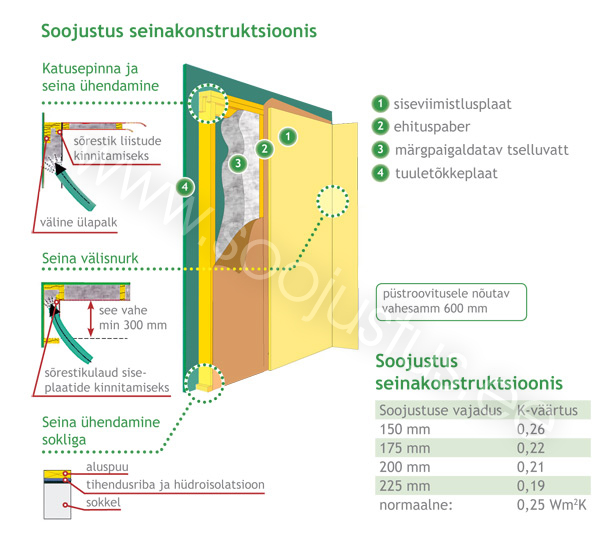 Soojustus seinakonstruktsioonis
Katusepinna ja
seina ühendamine
sõrestik liistude
kinnitamiseks
väline ülapalk
Seina välisnurk
see vahe
min 300 mm
sõrestikulaud sise-
plaatide kinnitamiseks
Seina ühendamine
sokliga
aluspuu
tihendusriba ja hüdroisolatsioon
sokkel
1
2
3
4
1 siseviimistlusplaat
2 ehituspaber
3 märgpaigaldatav tselluvatt
4 tuuletõkkeplaat
püstroovitusele nõutav
vahesamm 600 mm
Soojustus
seinakonstruktsioonis
Soojustuse vajadus K-väärtus
150 mm 0,26
175 mm 0,22
200 mm 0,21
225 mm 0,19
normaalne: 0,25 Wm²K
www.soojustus.ee